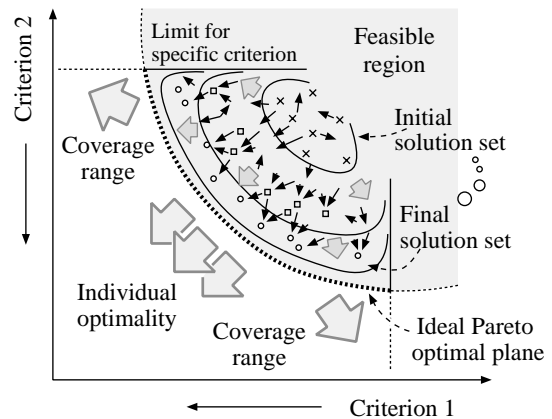 Criterion 2
Limit for
specific criterion
Feasible
region
Initial
solution set
Coverage
range
Final
solution set
Individual
optimality
Coverage
range
Ideal Pareto
optimal plane
Criterion 1